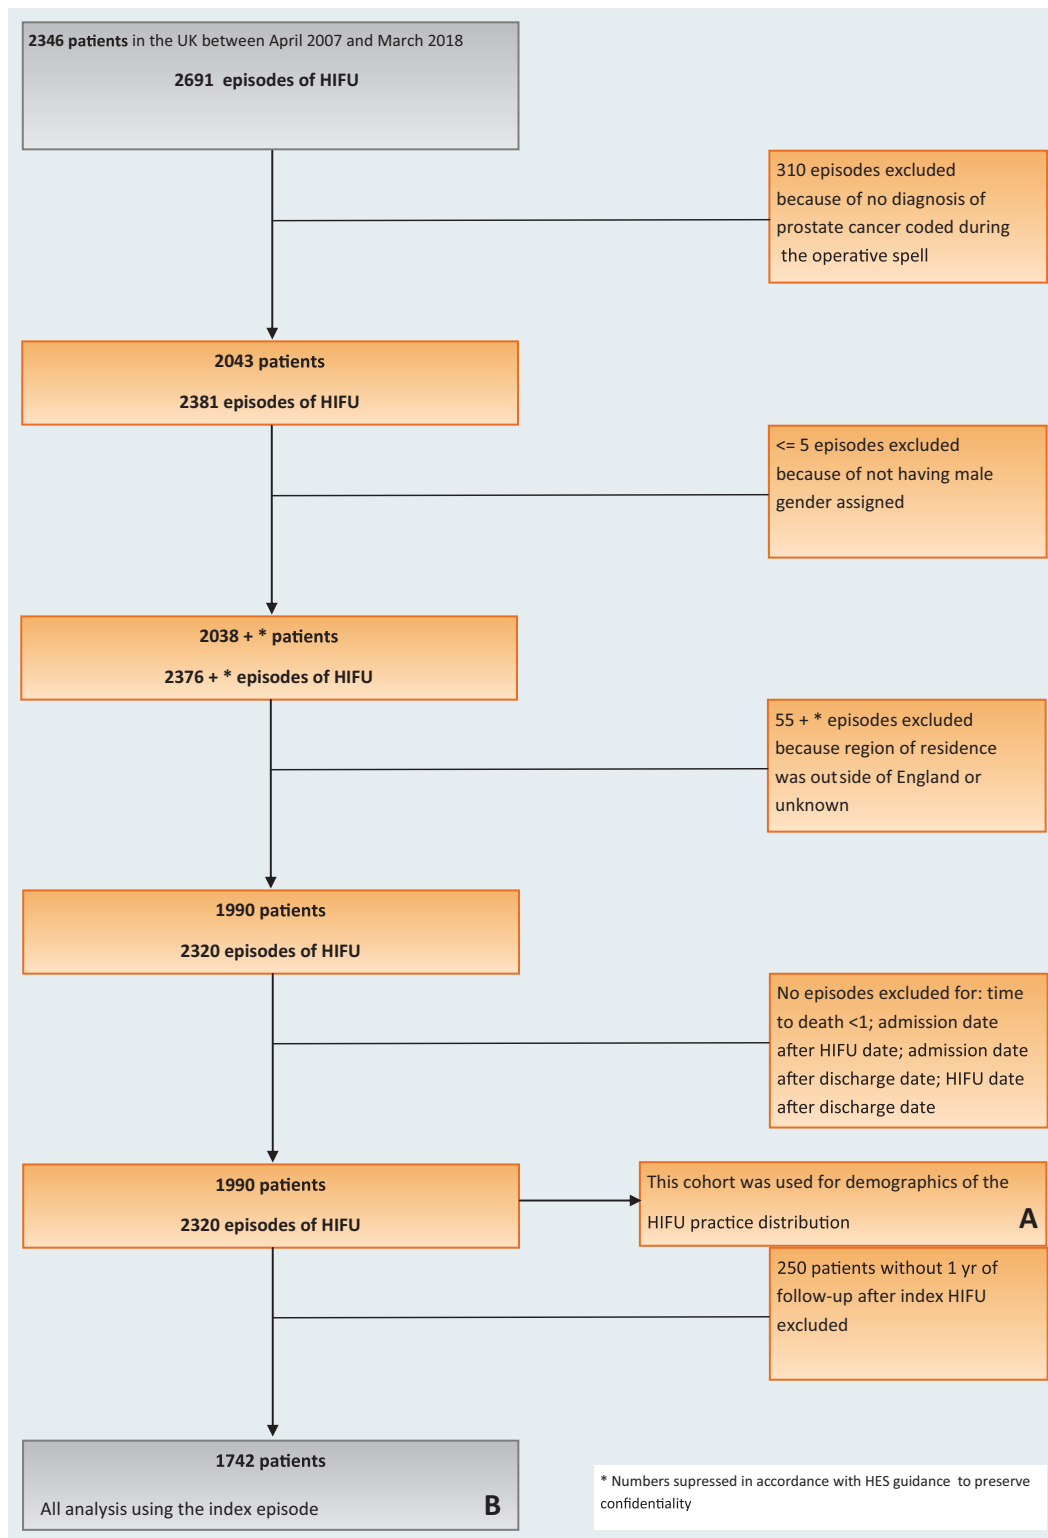 2346 patients in the UK between April 2007 and March 2018
2691 episodes of HIFU
310 episodes excluded
because of no diagnosis of
prostate cancer coded during
the operative spell
2043 patients
2381 episodes of HIFU
<= 5 episodes excluded
because of not having male
gender assigned
2038 + * patients
2376 + * episodes of HIFU
55 + * episodes excluded
because region of residence
was outside of England or
unknown
1990 patients
2320 episodes of HIFU
No episodes excluded for: time
to death <1; admission date
after HIFU date; admission date
after discharge date; HIFU date
after discharge date
1990 patients
2320 episodes of HIFU
This cohort was used for demographics of the
HIFU practice distribution
A
250 patients without 1 yr of
follow-up after index HIFU
excluded
1742 patients
All analysis using the index episode
B
* Numbers supressed in accordance with HES guidance to preserve
confidentiality